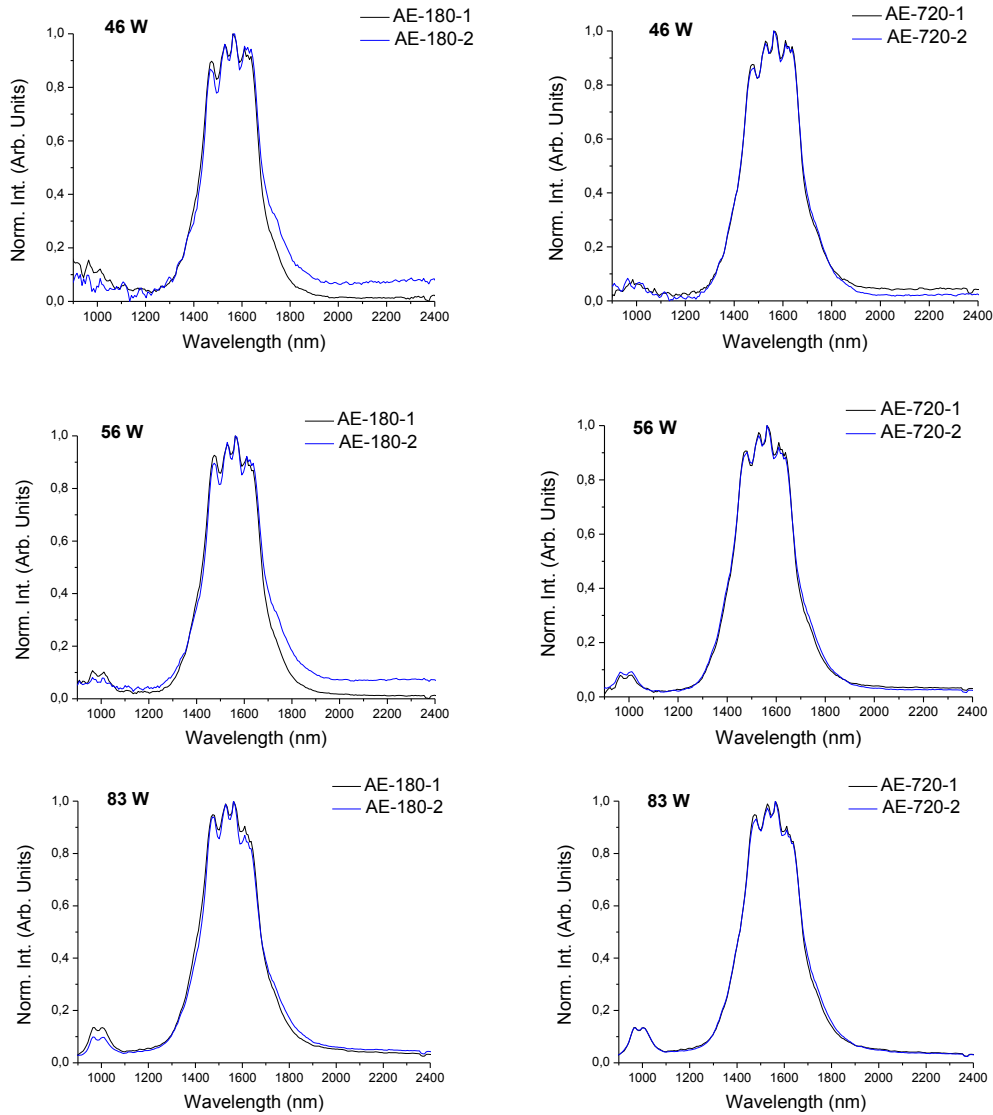 46 W
AE-180-1
AE-180-2
Norm. Int. (Arb. Units)
1,0
0,8
0,6
0,4
0,2
0,0
1000 1200 1400 1600 1800 2000 2200 2400
Wavelength (nm)
46 W
AE-720-1
AE-720-2
Norm. Int. (Arb. Units)
1,0
0,8
0,6
0,4
0,2
0,0
1000 1200 1400 1600 1800 2000 2200 2400
Wavelength (nm)
56 W
AE-180-1
AE-180-2
Norm. Int. (Arb. Units)
1,0
0,8
0,6
0,4
0,2
0,0
1000 1200 1400 1600 1800 2000 2200 2400
Wavelength (nm)
56 W
AE-720-1
AE-720-2
Norm. Int. (Arb. Units)
1,0
0,8
0,6
0,4
0,2
0,0
1000 1200 1400 1600 1800 2000 2200 2400
Wavelength (nm)
83 W
AE-180-1
AE-180-2
Norm. Int. (Arb. Units)
1,0
0,8
0,6
0,4
0,2
0,0
1000 1200 1400 1600 1800 2000 2200 2400
Wavelength (nm)
83 W
AE-720-1
AE-720-2
Norm. Int. (Arb. Units)
1,0
0,8
0,6
0,4
0,2
0,0
1000 1200 1400 1600 1800 2000 2200 2400
Wavelength (nm)